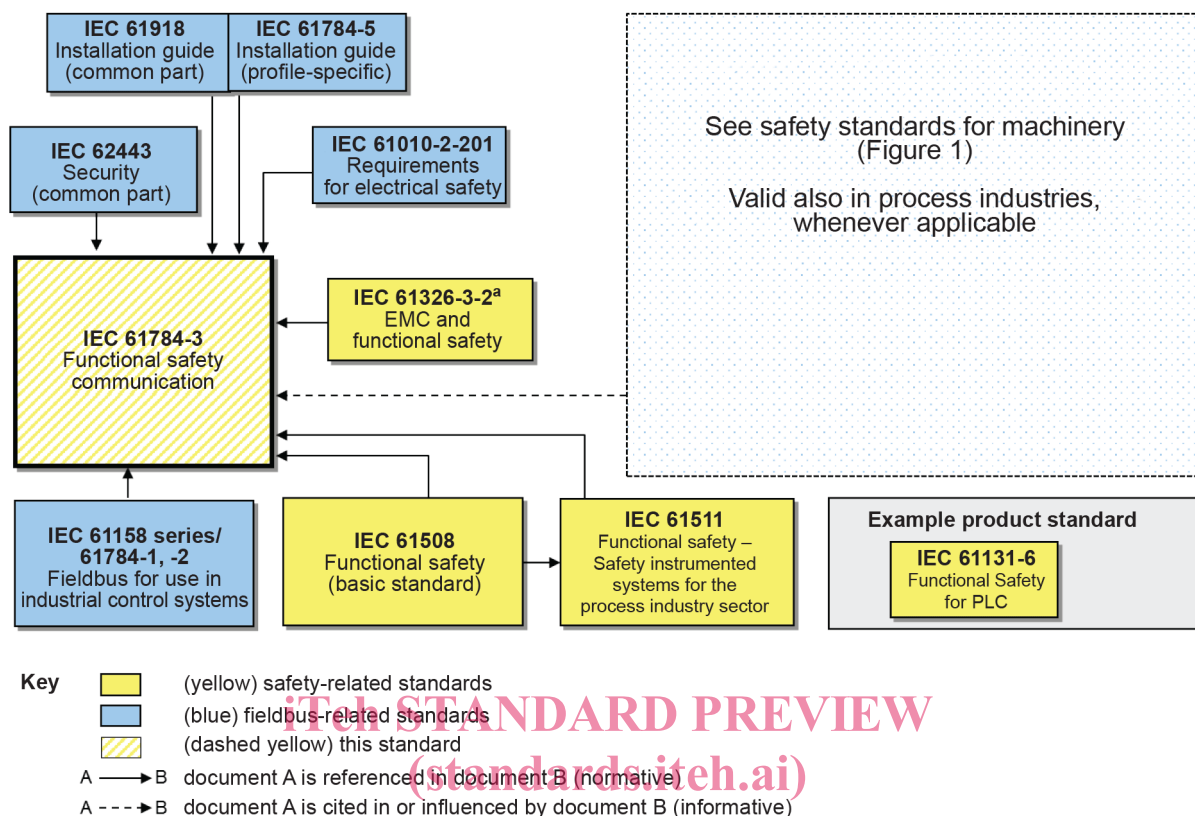 IEC 61918
Installation guide
(common part)
IEC 61784-5
Installation guide
(profile-specific)
See safety standards for machinery
(Figure 1)
Valid also in process industries,
whenever applicable
IEC 62443
Security
(common part)
IEC 61010-2-201
Requirements
for electrical safety
IEC 61784-3
Functional safety
communication
IEC 61326-3-2ᵃ
EMC and
functional safety
IEC 61158 series/
61784-1, -2
Fieldbus for use in
industrial control systems
IEC 61508
Functional safety
(basic standard)
IEC 61511
Functional safety –
Safety instrumented
systems for the
process industry sector
Example product standard
IEC 61131-6
Functional Safety
for PLC
Key
(yellow) safety-related standards
(blue) fieldbus-related standards
(dashed yellow) this standard
A B document A is referenced in document B (normative)
A B document A is cited in or influenced by document B (informative)
iTeh STANDARD PREVIEW
(standards.iteh.ai)